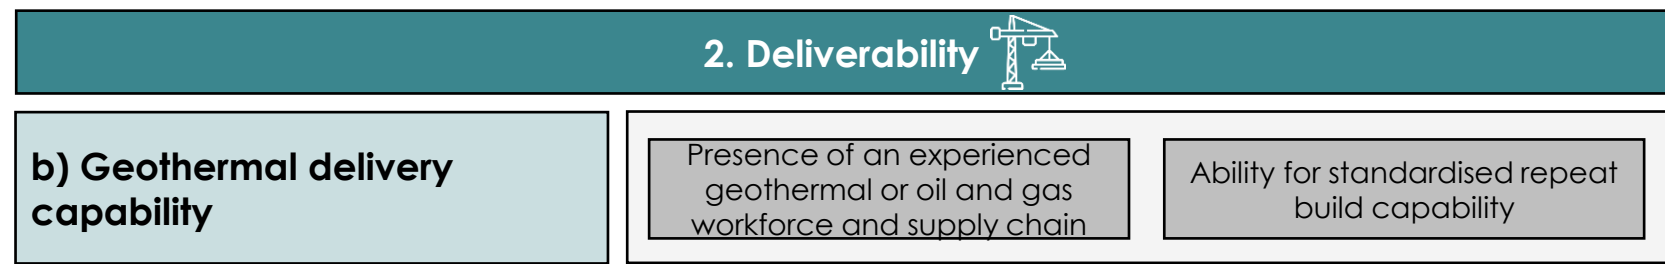 2. Deliverability
b) Geothermal delivery
capability
Presence of an experienced
geothermal or oil and gas
workforce and supply chain
Ability for standardised repeat
build capability